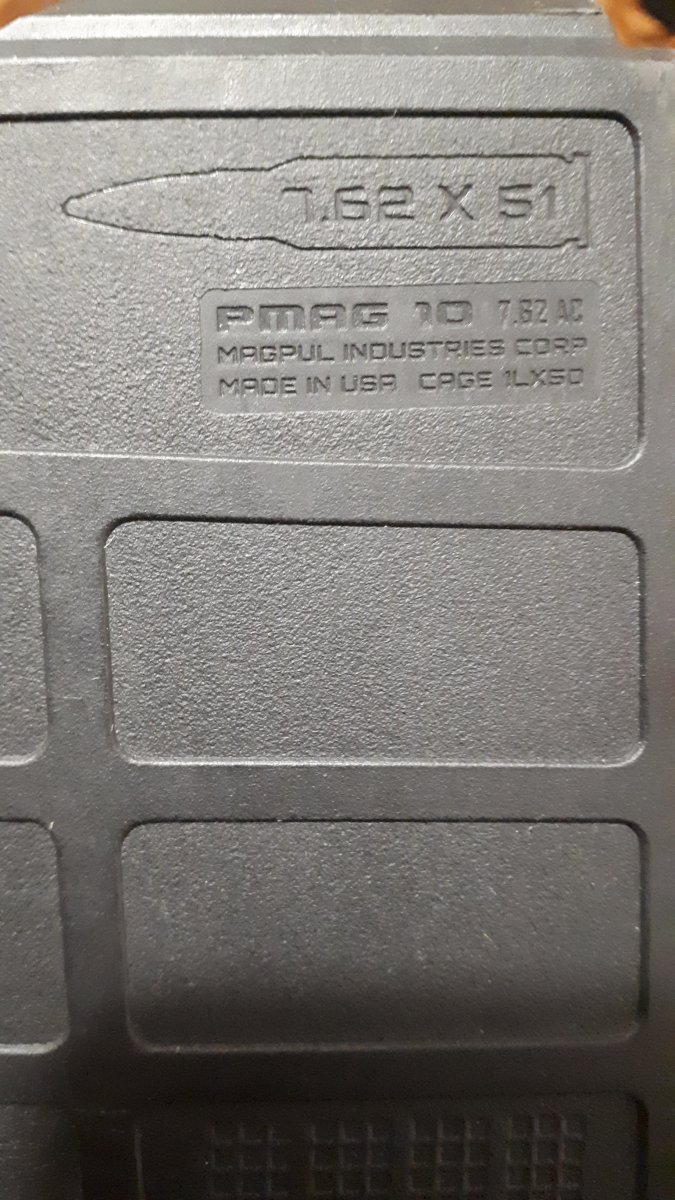 7.62 X 51
PMAG 10 7.62 AC
MAGPUL INDUSTRIES CORP
MADE IN USA CAGE 1LX50